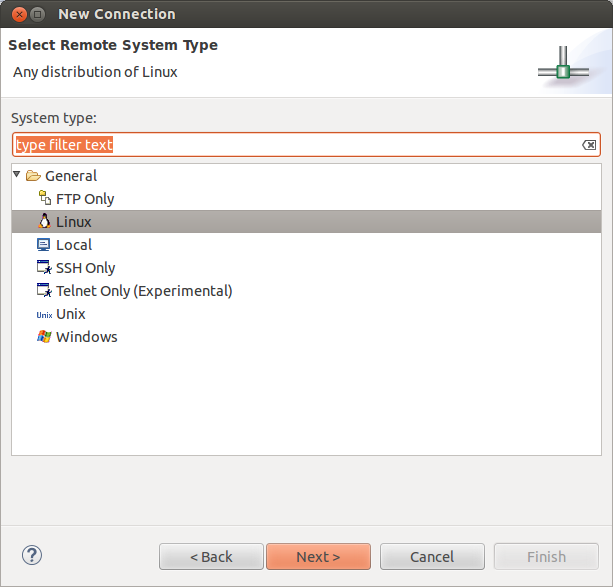 New Connection
Select Remote System Type
Any distribution of Linux
System type:
type filter text
General
FTP Only
Linux
Local
SSH Only
Telnet Only (Experimental)
Unix Unix
Windows
?
< Back Next > Cancel Finish